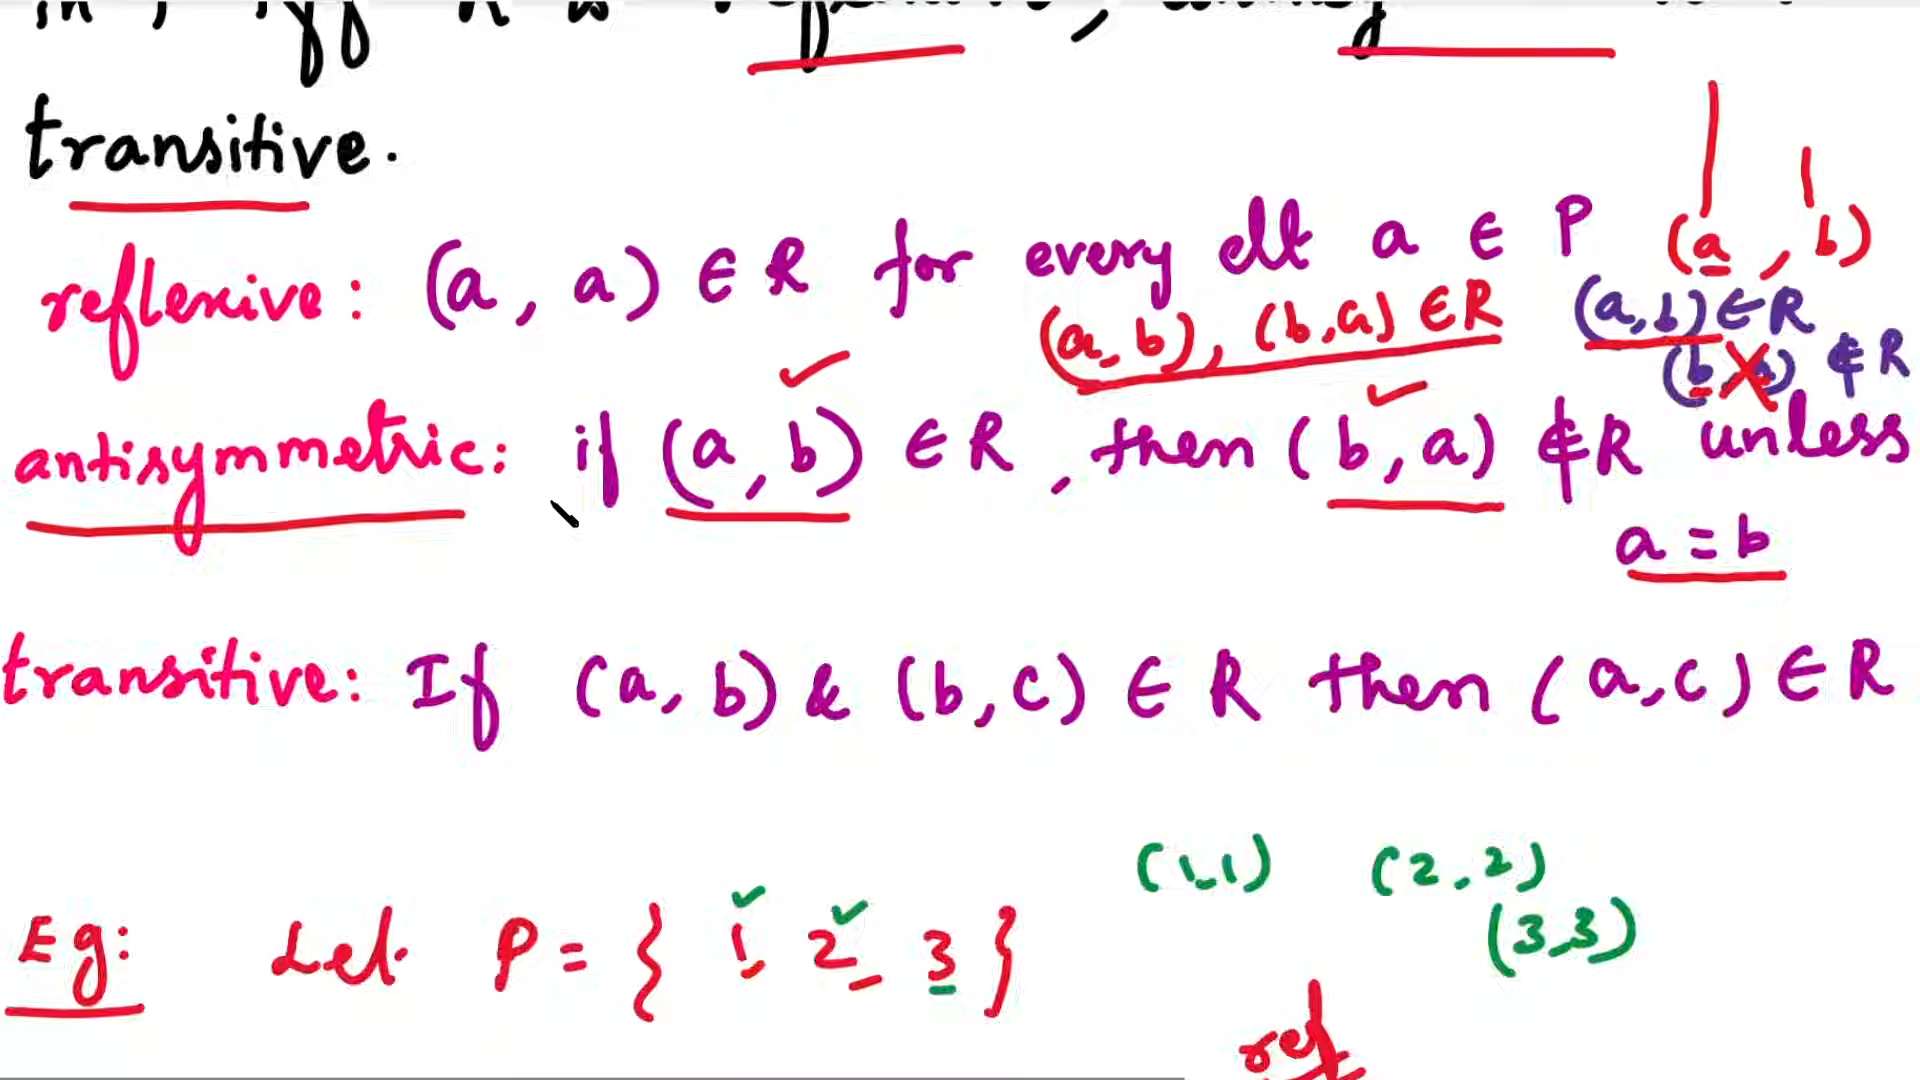 transitive.
reflexive: (a, a) ∈ R for every elt a ∈ P (a, b)
(a, b), (b,a) ∈ R (a,b) ∈ R
(b, a) ∉ R
antisymmetric: if (a, b) ∈ R, then (b, a) ∉ R unless
a = b
transitive: If (a, b) & (b, c) ∈ R then (a, c) ∈ R
(1,1) (2,2)
Eg: Let P = { 1, 2, 3 } (3,3)
ref